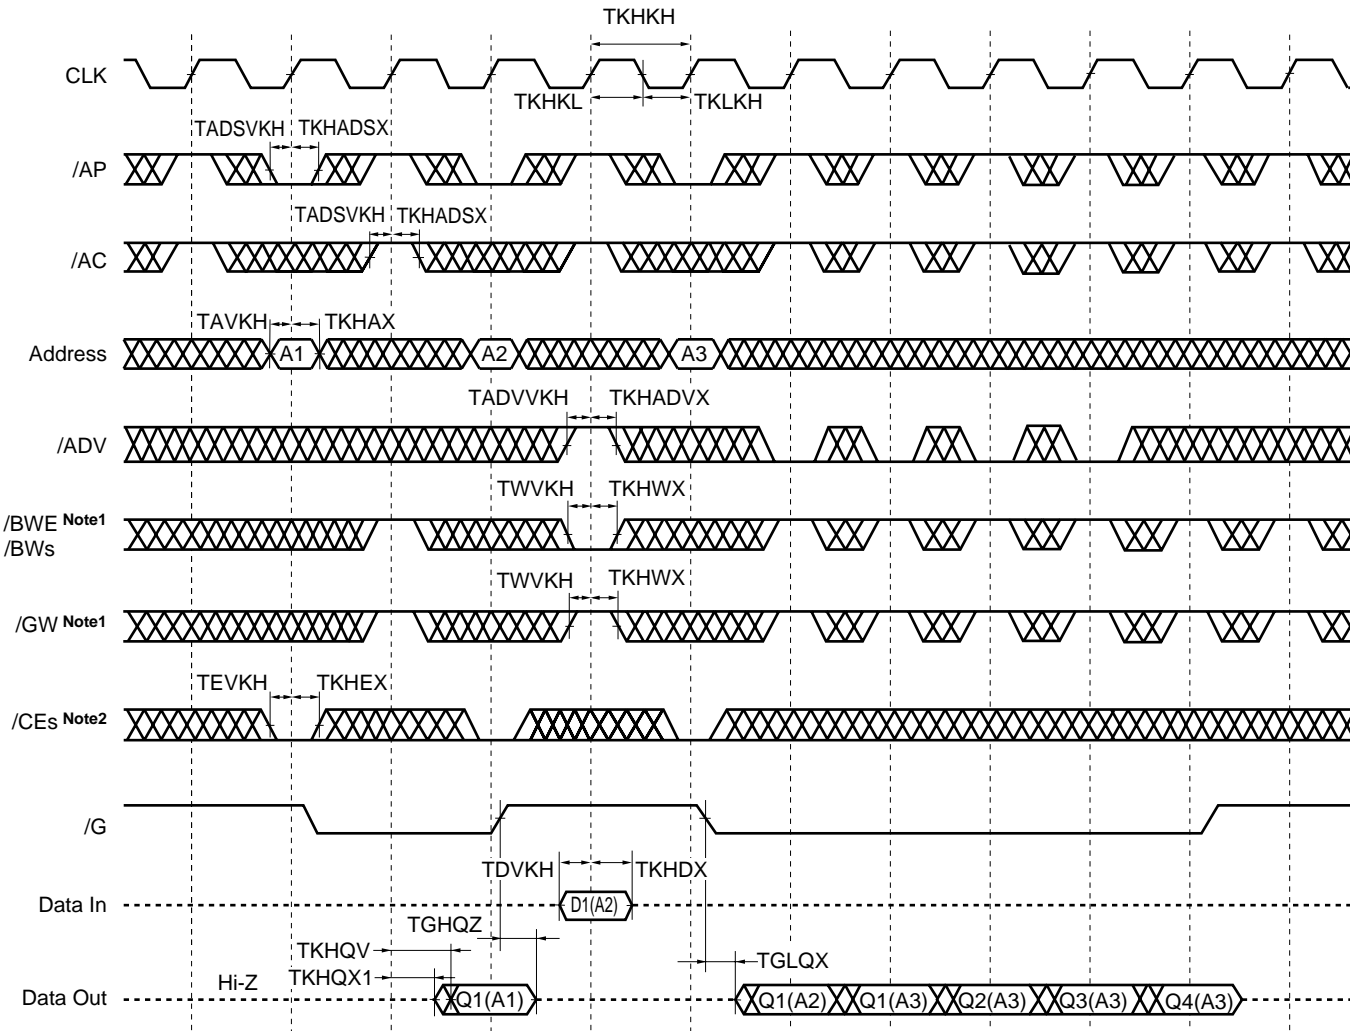 TKHKH
CLK
TKHKL TKLKH
TADSVKH TKHADSX
/AP
TADSVKH TKHADSX
/AC
TAVKH TKHAX
Address A1 A2 A3
TADVVKH TKHADVX
/ADV
TWVKH TKHWX
/BWE Note1
/BWs
TWVKH TKHWX
/GW Note1
TEVKH TKHEX
/CEs Note2
/G
TDVKH TKHDX
Data In D1(A2)
TGHQZ
TKHQV
TGLQX
TKHQX1
Hi-Z
Data Out Q1(A1) Q1(A2) Q1(A3) Q2(A3) Q3(A3) Q4(A3)